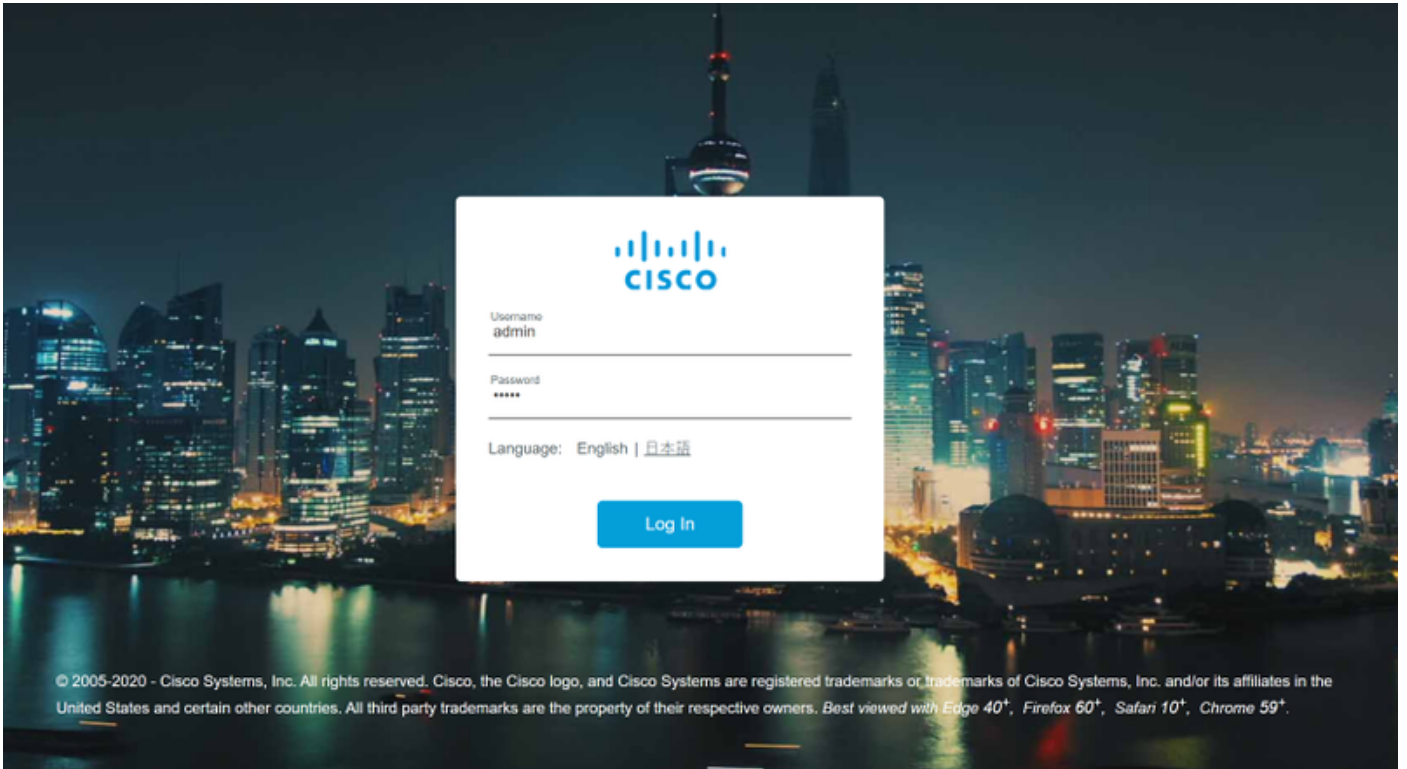 CISCO
Username
admin
Password
•••••
Language: English | 日本語
Log In
© 2005-2020 - Cisco Systems, Inc. All rights reserved. Cisco, the Cisco logo, and Cisco Systems are registered trademarks or trademarks of Cisco Systems, Inc. and/or its affiliates in the
United States and certain other countries. All third party trademarks are the property of their respective owners. Best viewed with Edge 40+, Firefox 60+, Safari 10+, Chrome 59+.